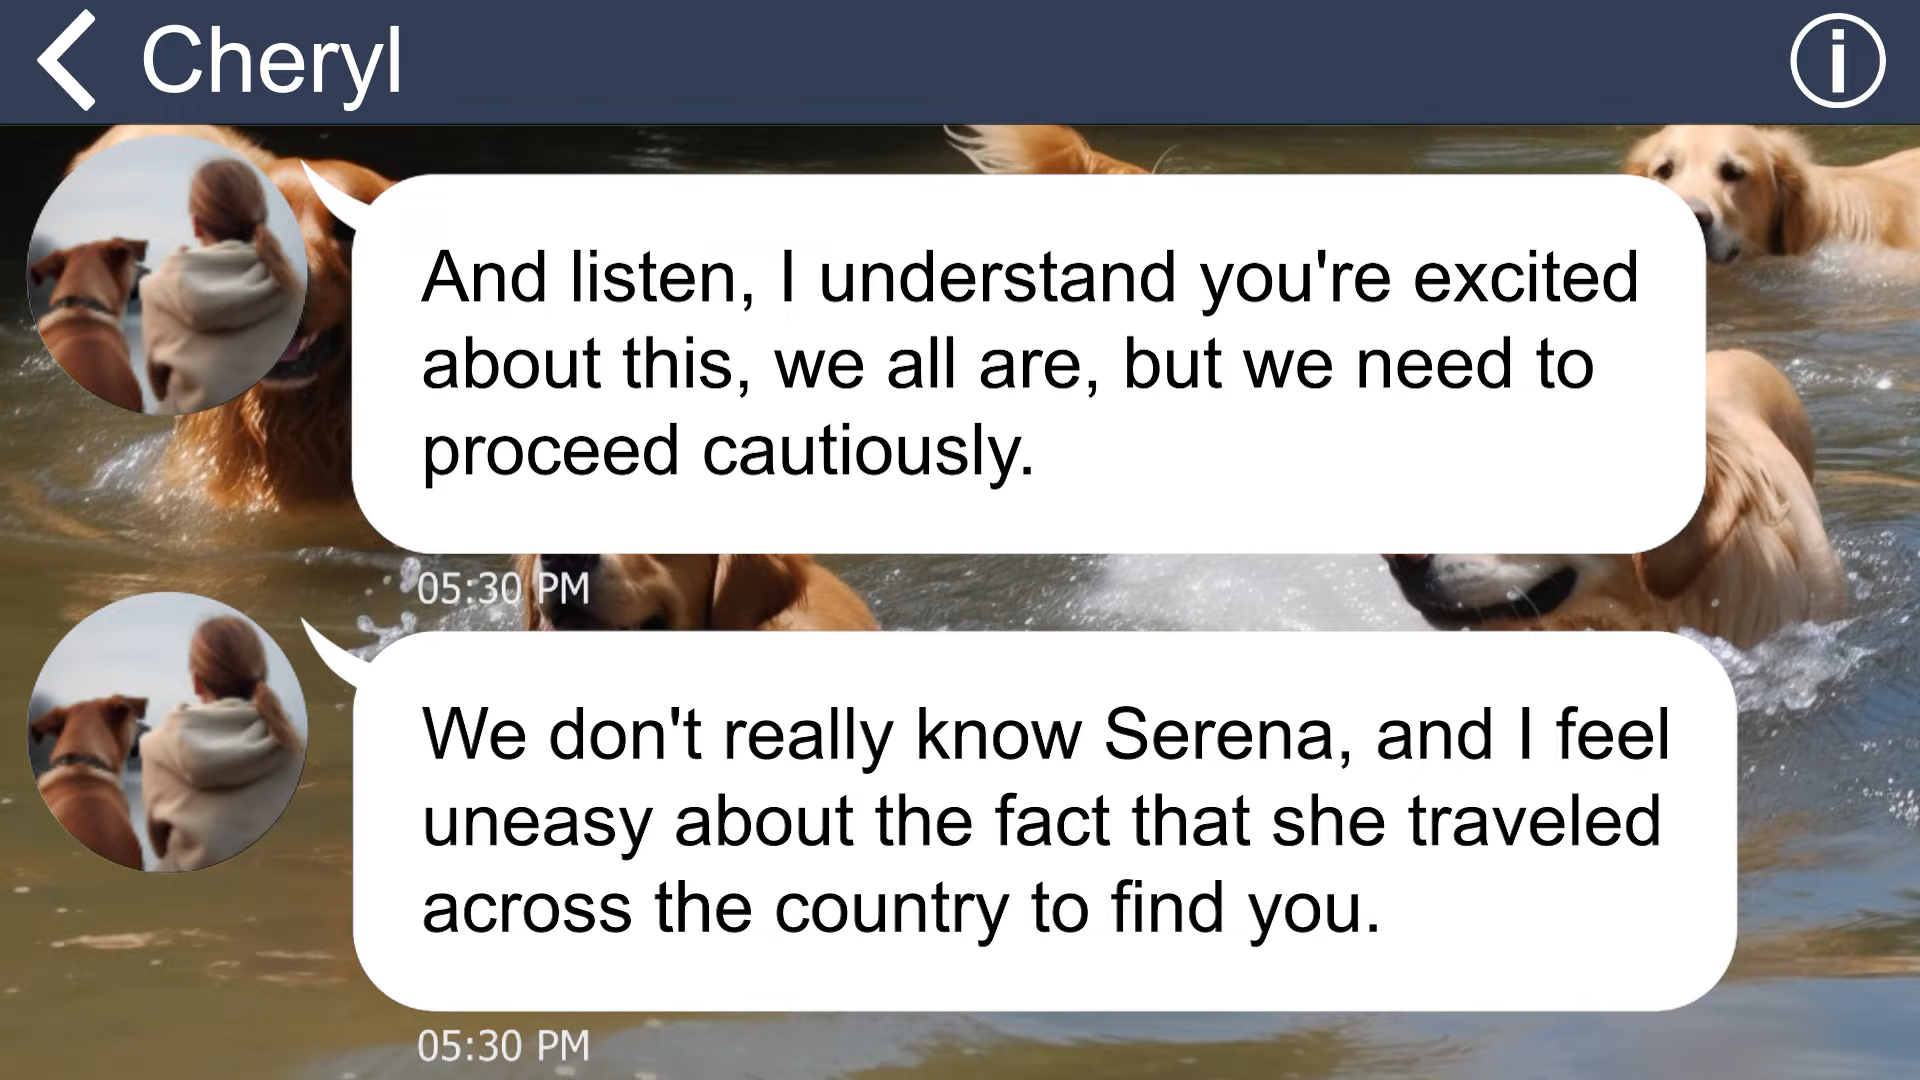 Cheryl
And listen, I understand you're excited
about this, we all are, but we need to
proceed cautiously.
05:30 PM
We don't really know Serena, and I feel
uneasy about the fact that she traveled
across the country to find you.
05:30 PM